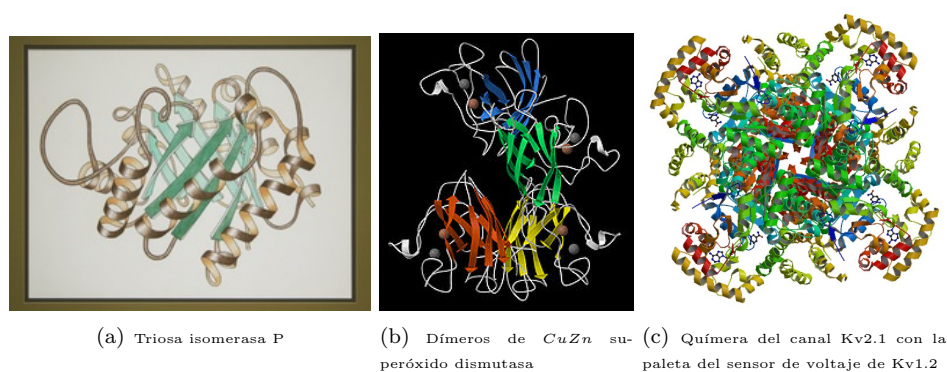 (a) Triosa isomerasa P
(b) Dímeros de CuZn su-
peróxido dismutasa
(c) Químera del canal Kv2.1 con la
paleta del sensor de voltaje de Kv1.2